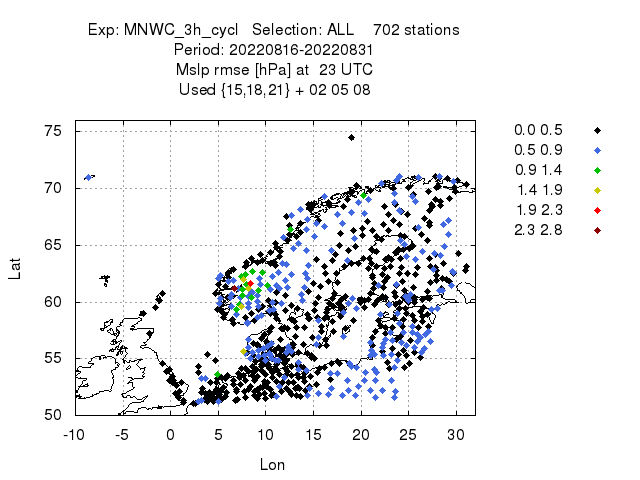 Exp: MNWC_3h_cycl   Selection: ALL    702 stations
Period: 20220816-20220831
Mslp rmse [hPa] at  23 UTC
Used {15,18,21} + 02 05 08
0.0 0.5
0.5 0.9
0.9 1.4
1.4 1.9
1.9 2.3
2.3 2.8
75
70
65
60
55
50
Lat
-10 -5 0 5 10 15 20 25 30
Lon